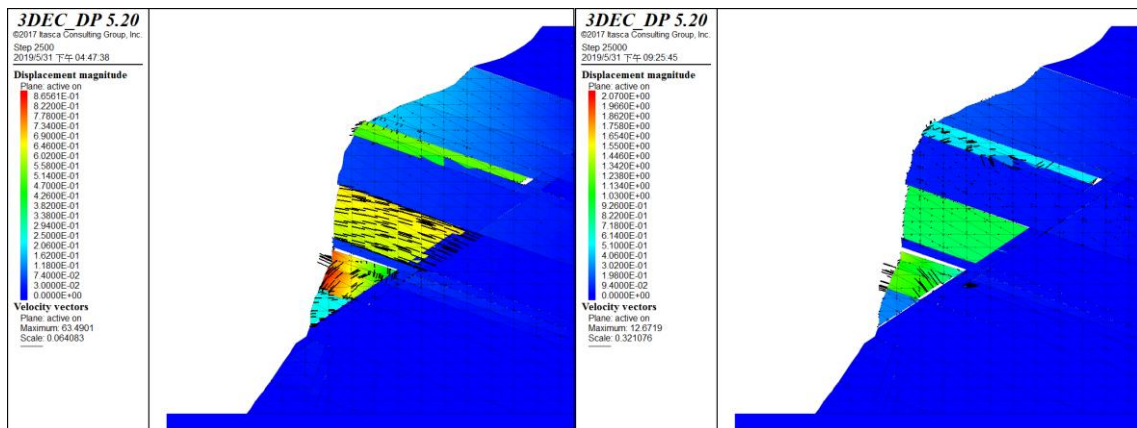 3DEC_DP 5.20
©2017 Itasca Consulting Group, Inc.
Step 2500
2019/5/31 下午 04:47:38
Displacement magnitude
Plane: active on
8.6561E-01
8.2200E-01
7.7800E-01
7.3400E-01
6.9000E-01
6.4600E-01
6.0200E-01
5.5800E-01
5.1400E-01
4.7000E-01
4.2600E-01
3.8200E-01
3.3800E-01
2.9400E-01
2.5000E-01
2.0600E-01
1.6200E-01
1.1800E-01
7.4000E-02
3.0000E-02
0.0000E+00
Velocity vectors
Plane: active on
Maximum: 63.4901
Scale: 0.064083
3DEC_DP 5.20
©2017 Itasca Consulting Group, Inc.
Step 25000
2019/5/31 下午 09:25:45
Displacement magnitude
Plane: active on
2.0700E+00
1.9660E+00
1.8620E+00
1.7580E+00
1.6540E+00
1.5500E+00
1.4460E+00
1.3420E+00
1.2380E+00
1.1340E+00
1.0300E+00
9.2600E-01
8.2200E-01
7.1800E-01
6.1400E-01
5.1000E-01
4.0600E-01
3.0200E-01
1.9800E-01
9.4000E-02
0.0000E+00
Velocity vectors
Plane: active on
Maximum: 12.6719
Scale: 0.321076